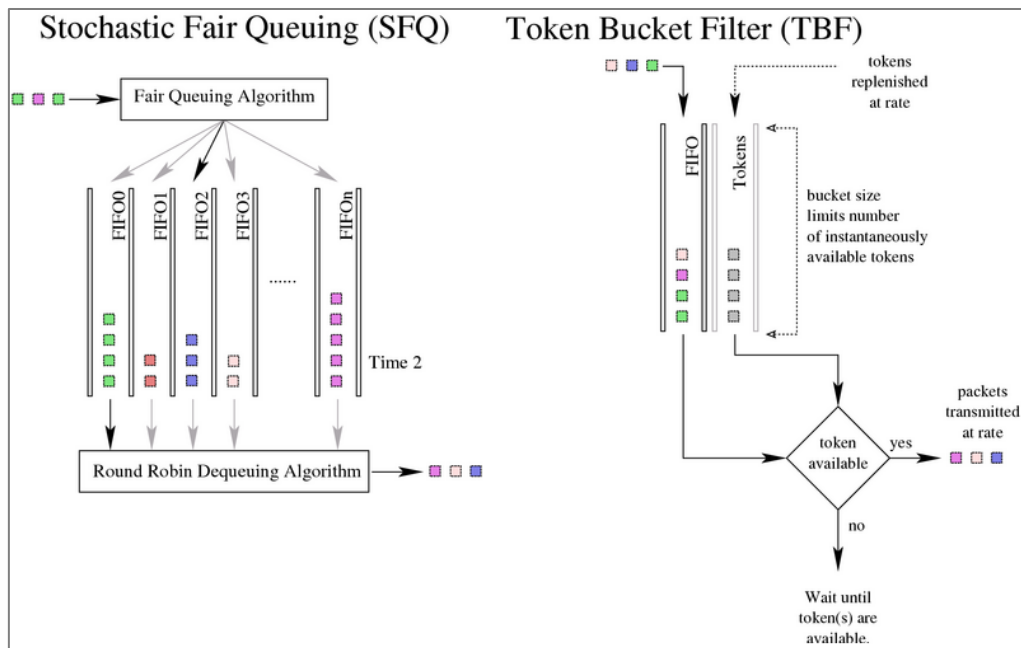 Stochastic Fair Queuing (SFQ)
Fair Queuing Algorithm
FIFO0
FIFO1
FIFO2
FIFO3
FIFOn
......
Time 2
Round Robin Dequeuing Algorithm
Token Bucket Filter (TBF)
tokens
replenished
at rate
FIFO
Tokens
bucket size
limits number
of instantaneously
available tokens
token
available
yes
packets
transmitted
at rate
no
Wait until
token(s) are
available.